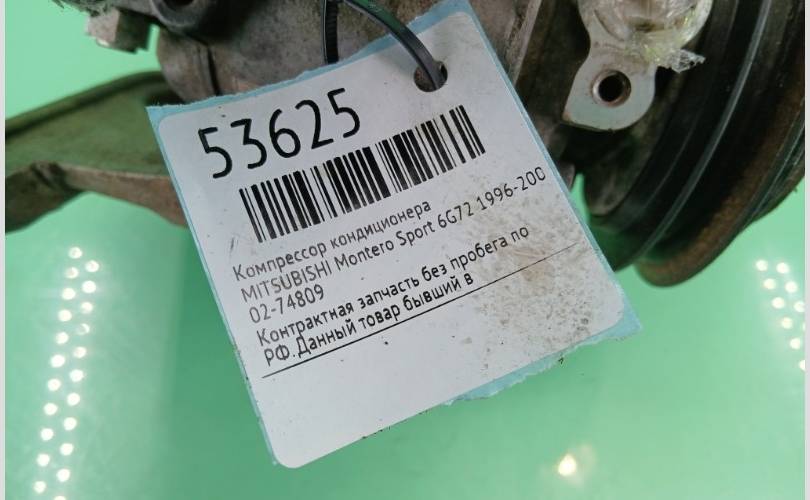 53625
Компрессор кондиционера
MITSUBISHI Montero Sport 6G72 1996-200
02-74809
Контрактная запчасть без пробега по
РФ.Данный товар бывший в